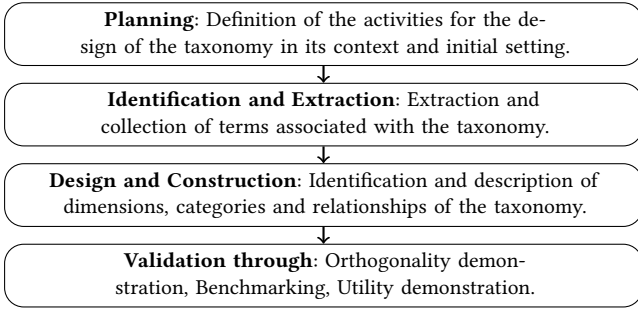 Planning: Definition of the activities for the de-
sign of the taxonomy in its context and initial setting.
Identification and Extraction: Extraction and
collection of terms associated with the taxonomy.
Design and Construction: Identification and description of
dimensions, categories and relationships of the taxonomy.
Validation through: Orthogonality demon-
stration, Benchmarking, Utility demonstration.